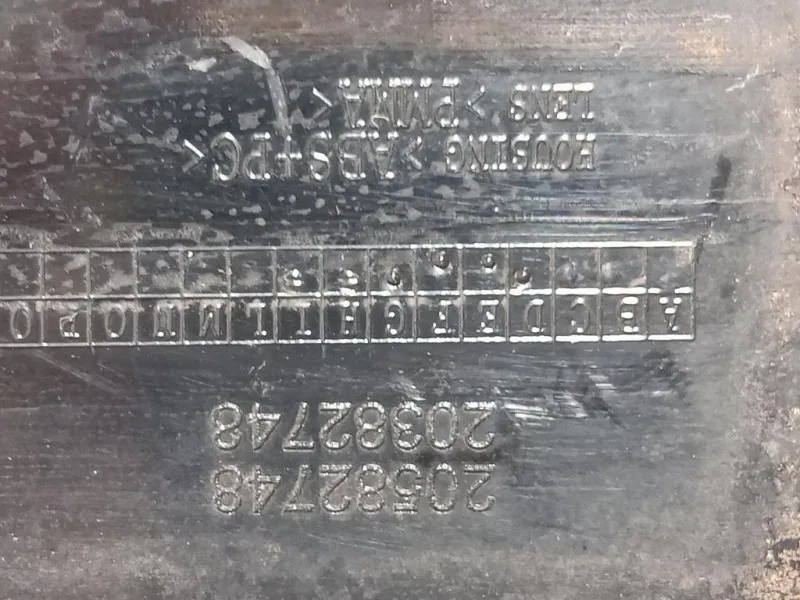 20582748
20382748
A B C D E F G H I L M N O P Q
HOUSING >ABS+PC<
LENS >PMMA<